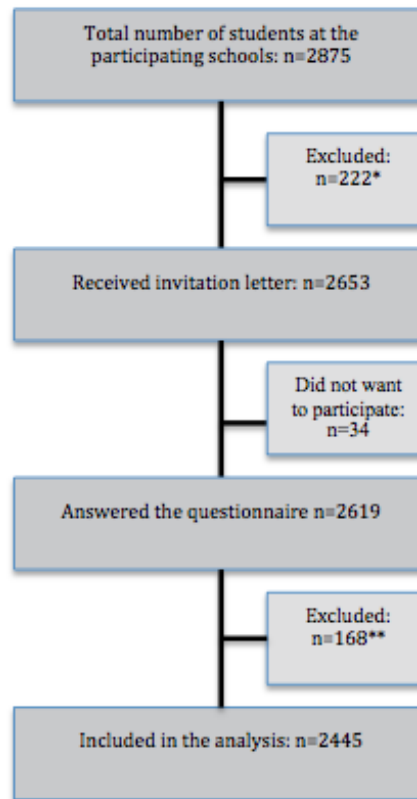 Total number of students at the
participating schools: n=2875
Excluded:
n=222*
Received invitation letter: n=2653
Did not want
to participate:
n=34
Answered the questionnaire n=2619
Excluded:
n=168**
Included in the analysis: n=2445